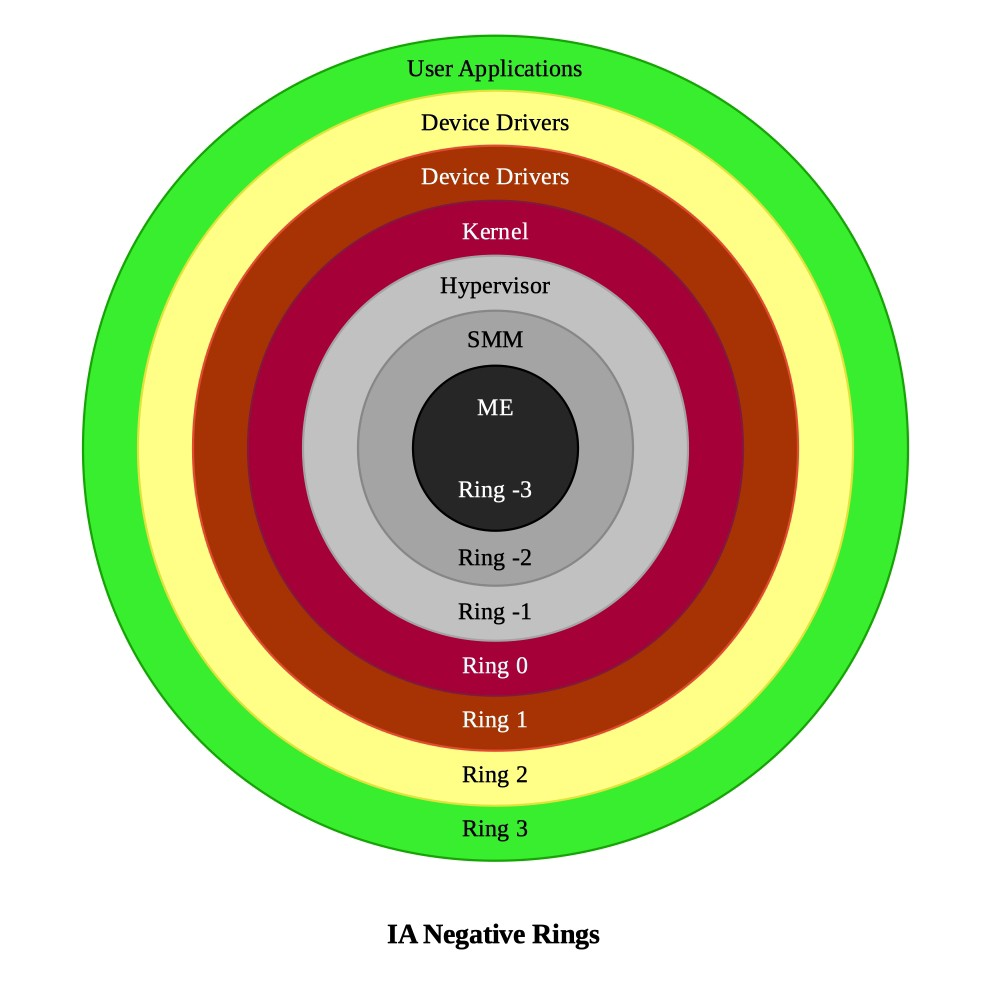 User Applications
Device Drivers
Device Drivers
Kernel
Hypervisor
SMM
ME
Ring -3
Ring -2
Ring -1
Ring 0
Ring 1
Ring 2
Ring 3
IA Negative Rings